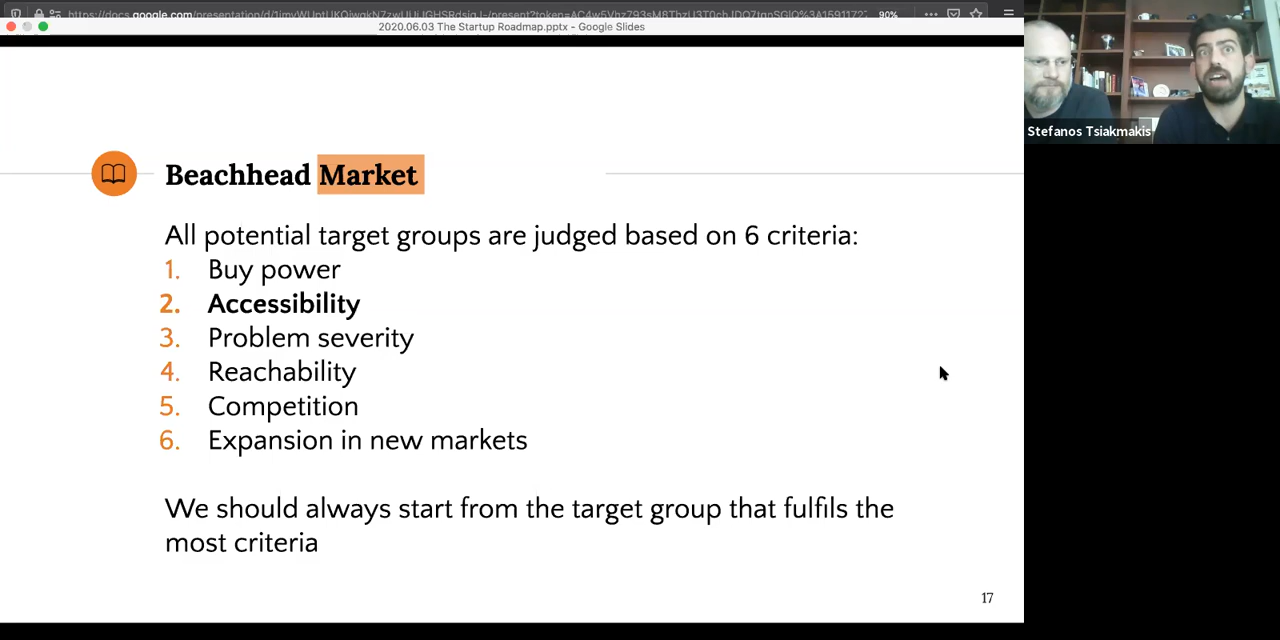 90%
2020.06.03 The Startup Roadmap.pptx - Google Slides
Stefanos Tsiakmakis
Beachhead Market
All potential target groups are judged based on 6 criteria:
1. Buy power
2. Accessibility
3. Problem severity
4. Reachability
5. Competition
6. Expansion in new markets
We should always start from the target group that fulfils the
most criteria
17